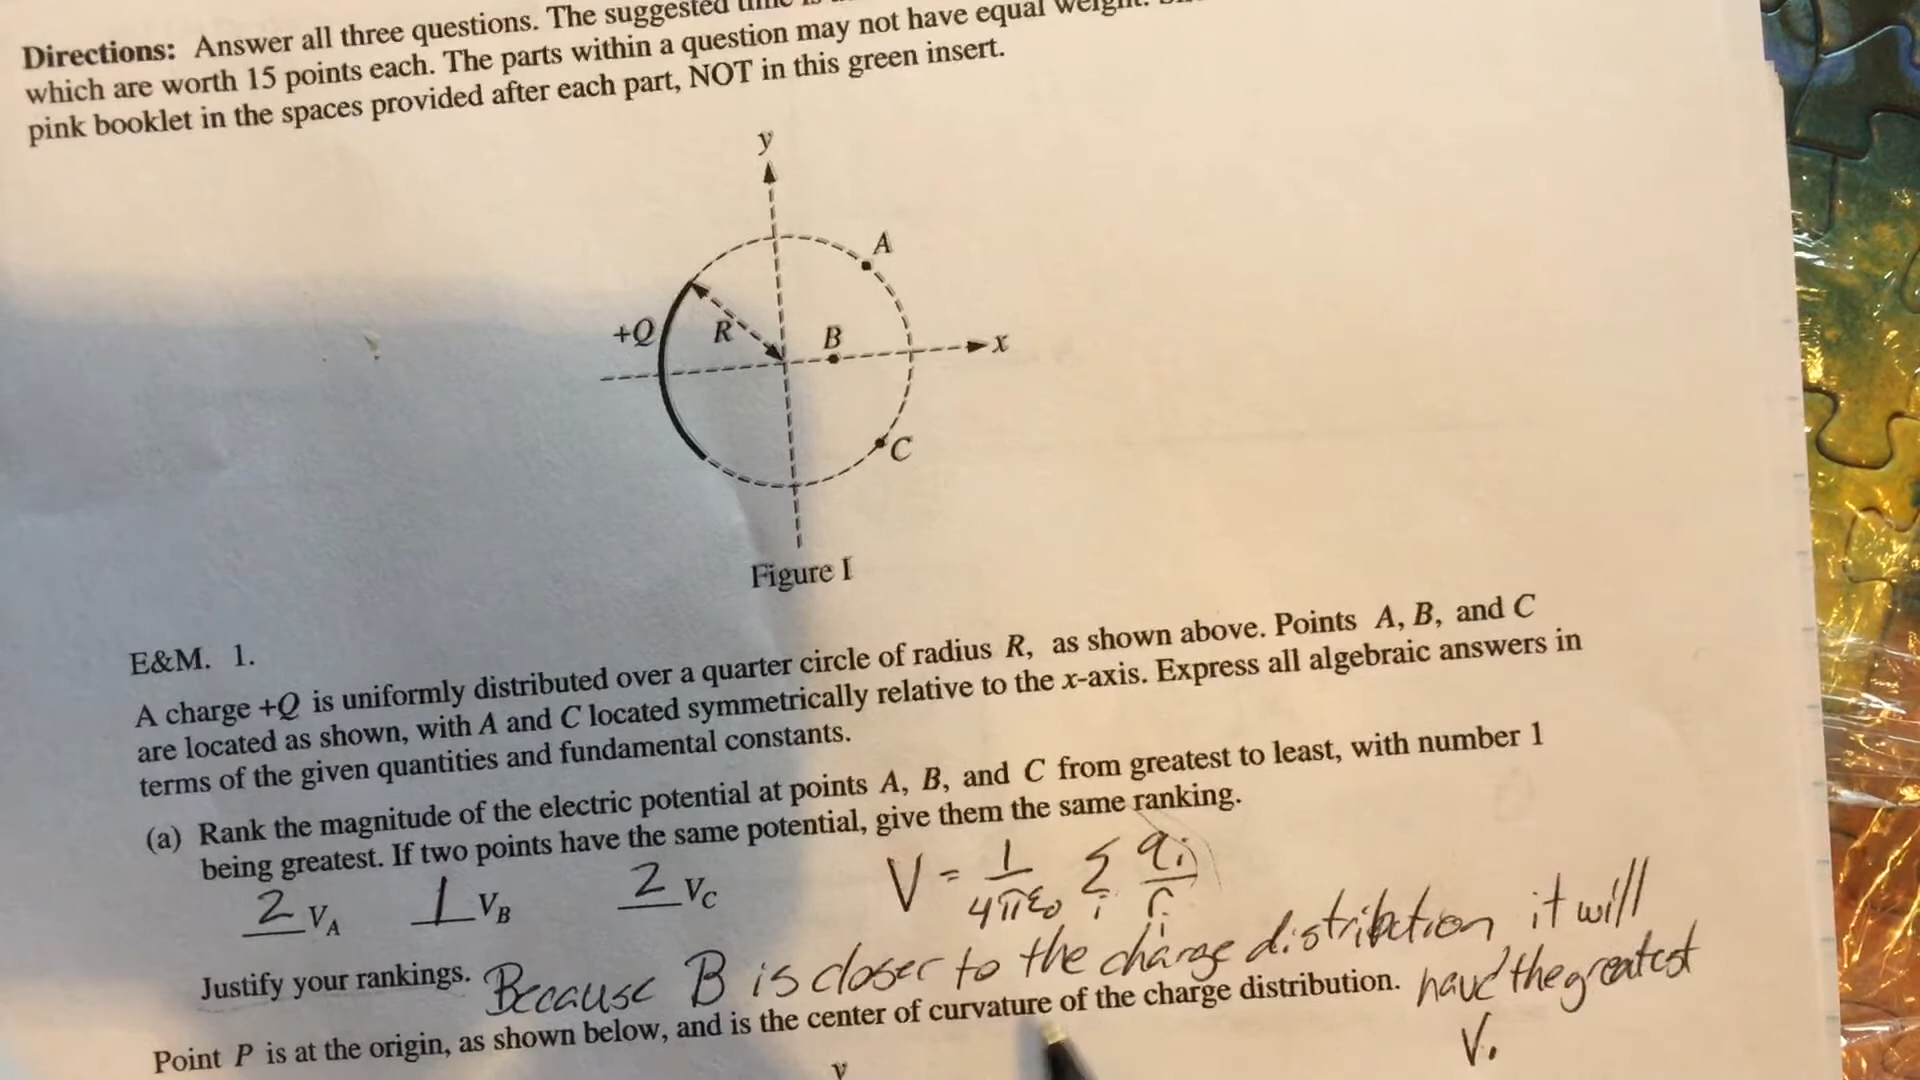 Directions: Answer all three questions. The suggested
which are worth 15 points each. The parts within a question may not have equal weight.
pink booklet in the spaces provided after each part, NOT in this green insert.
y
A
+Q
R
B
x
C
Figure I
E&M. 1.
A charge +Q is uniformly distributed over a quarter circle of radius R, as shown above. Points A, B, and C
are located as shown, with A and C located symmetrically relative to the x-axis. Express all algebraic answers in
terms of the given quantities and fundamental constants.
(a) Rank the magnitude of the electric potential at points A, B, and C from greatest to least, with number 1
being greatest. If two points have the same potential, give them the same ranking.
2 V_A 1 V_B 2 V_C V = 1/4πε₀ Σ_i q_i/r_i
Justify your rankings. Because B is closer to the charge distribution it will
have the greatest
V.
Point P is at the origin, as shown below, and is the center of curvature of the charge distribution.
y